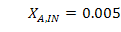 X_{A,IN} = 0.005